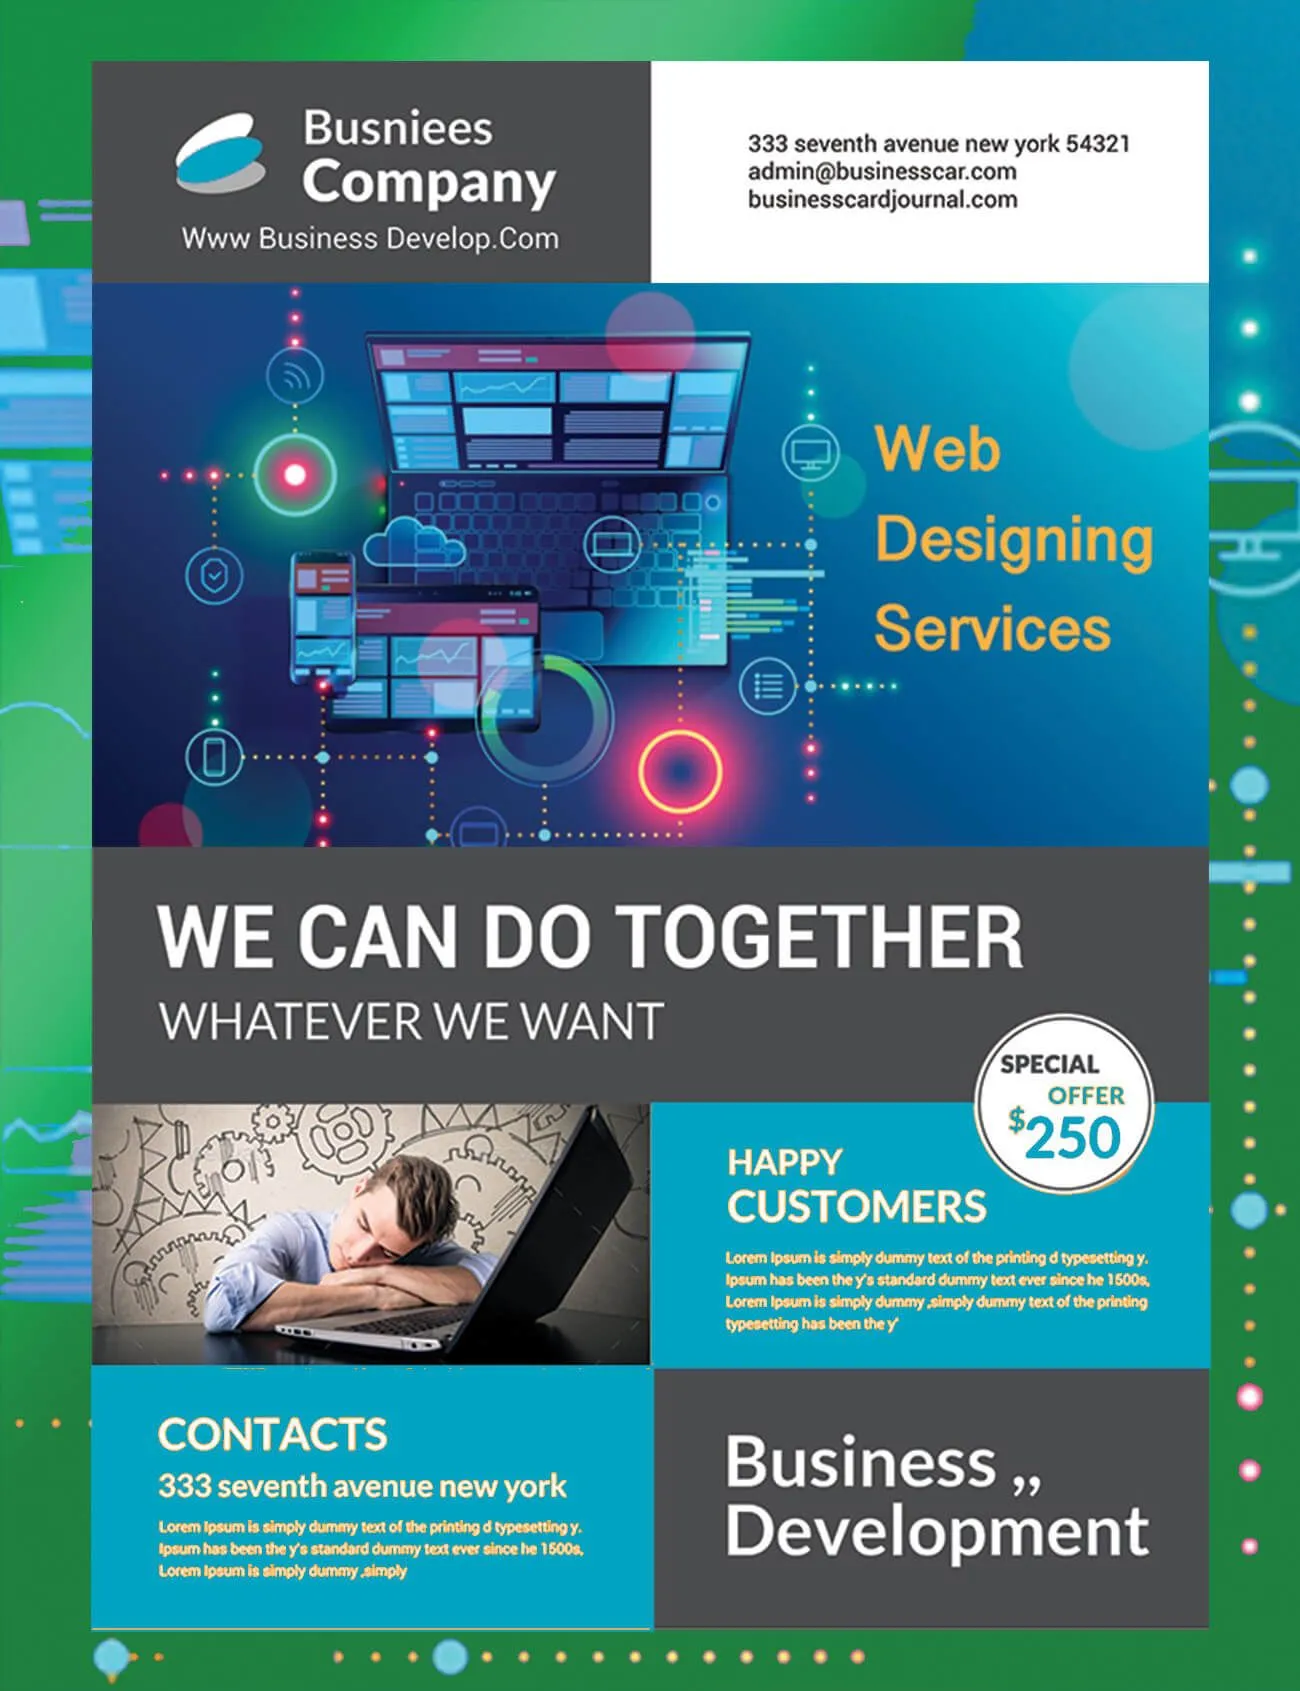 Busniees
Company
Www Business Develop.Com
333 seventh avenue new york 54321
admin@businesscar.com
businesscardjournal.com
Web
Designing
Services
WE CAN DO TOGETHER
WHATEVER WE WANT
SPECIAL
OFFER
$250
HAPPY
CUSTOMERS
Lorem Ipsum is simply dummy text of the printing d typesetting y.
Ipsum has been the y's standard dummy text ever since he 1500s,
Lorem Ipsum is simply dummy ,simply dummy text of the printing
typesetting has been the y'
CONTACTS
333 seventh avenue new york
Lorem Ipsum is simply dummy text of the printing d typesetting y.
Ipsum has been the y's standard dummy text ever since he 1500s,
Lorem Ipsum is simply dummy ,simply
Business ,,
Development